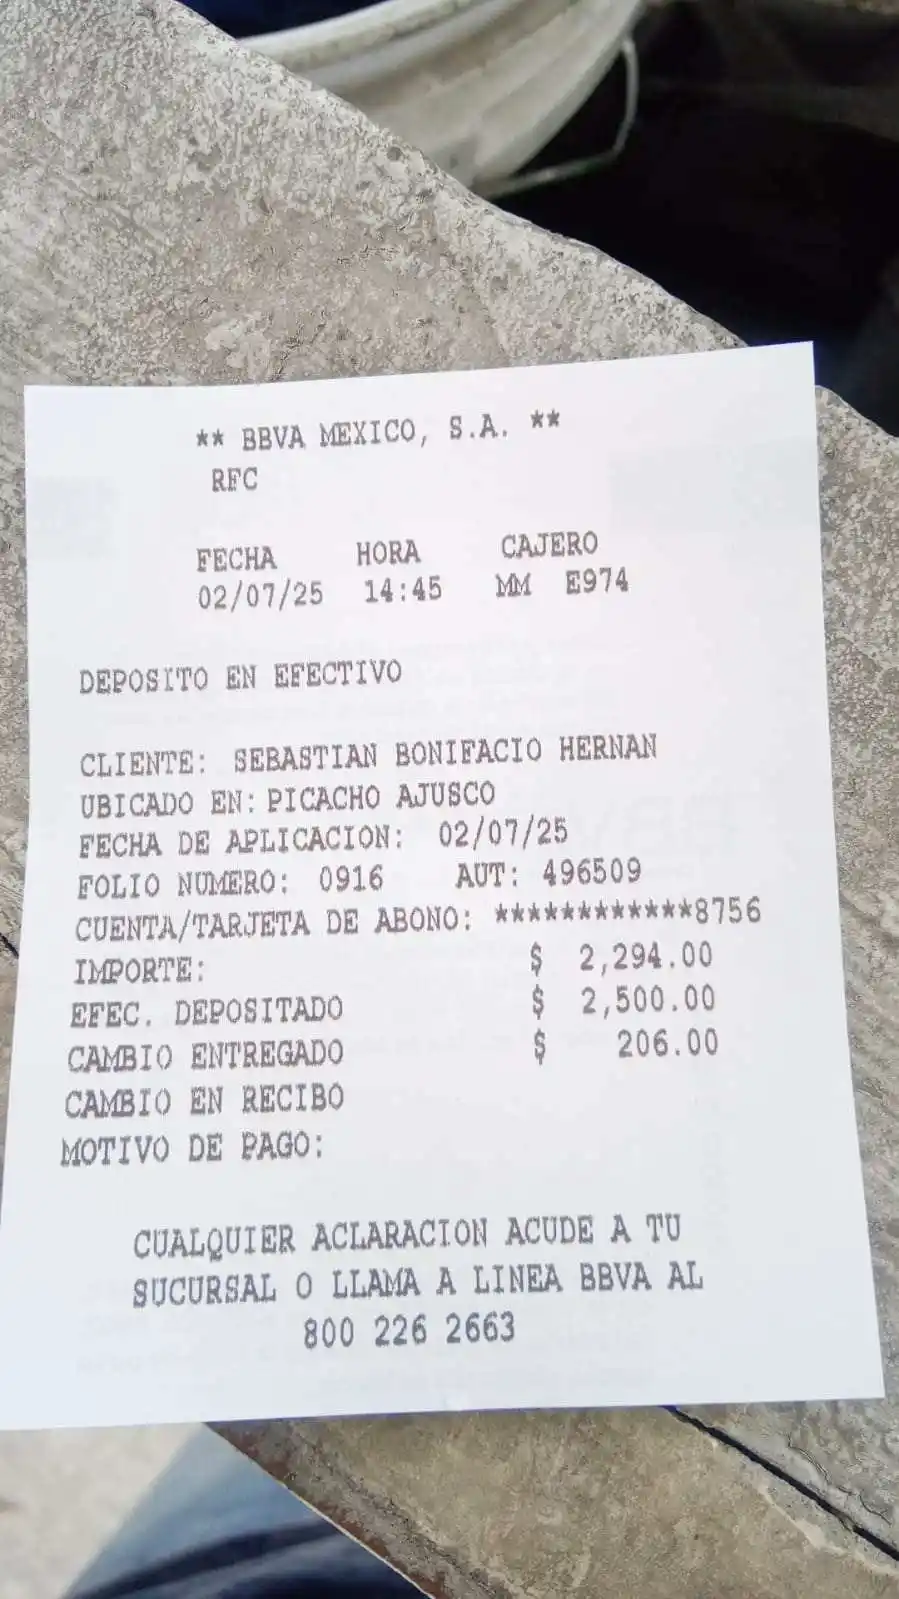 ** BBVA MEXICO, S.A. **
RFC
FECHA HORA CAJERO
02/07/25 14:45 MM E974
DEPOSITO EN EFECTIVO
CLIENTE: SEBASTIAN BONIFACIO HERNAN
UBICADO EN: PICACHO AJUSCO
FECHA DE APLICACION: 02/07/25
FOLIO NUMERO: 0916 AUT: 496509
CUENTA/TARJETA DE ABONO: ************8756
IMPORTE: $ 2,294.00
EFEC. DEPOSITADO $ 2,500.00
CAMBIO ENTREGADO $ 206.00
CAMBIO EN RECIBO
MOTIVO DE PAGO:
CUALQUIER ACLARACION ACUDE A TU
SUCURSAL O LLAMA A LINEA BBVA AL
800 226 2663